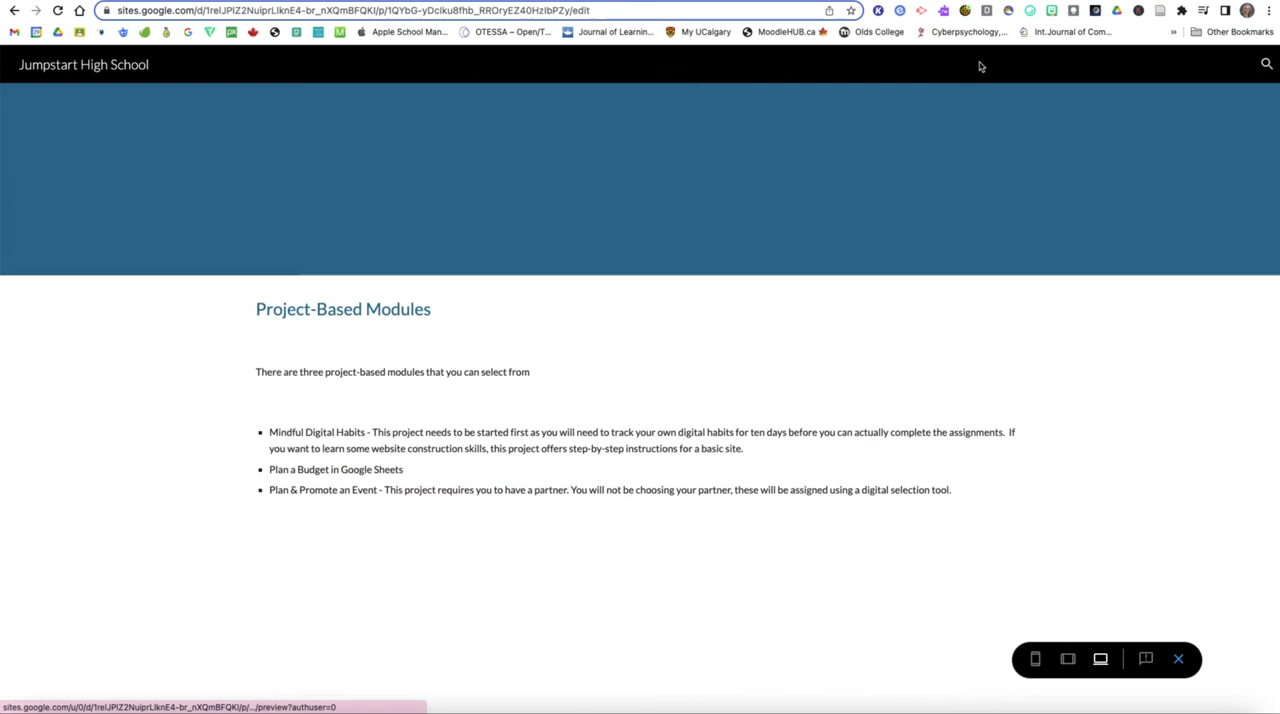 sites.google.com/d/1relJPlZ2NuiprLlknE4-br_nXQmBFQKI/p/1QYbG-yDcIku8fhb_RROryEZ40HzIbPZy/edit
Apple School Man... OTESSA – Open/T... Journal of Learnin... My UCalgary MoodleHUB.ca Olds College Cyberpsychology,... Int.Journal of Com... » Other Bookmarks
Jumpstart High School
Project-Based Modules
There are three project-based modules that you can select from
Mindful Digital Habits - This project needs to be started first as you will need to track your own digital habits for ten days before you can actually complete the assignments. If
you want to learn some website construction skills, this project offers step-by-step instructions for a basic site.
Plan a Budget in Google Sheets
Plan & Promote an Event - This project requires you to have a partner. You will not be choosing your partner, these will be assigned using a digital selection tool.
sites.google.com/u/0/d/1relJPlZ2NuiprLlknE4-br_nXQmBFQKI/p/.../preview?authuser=0